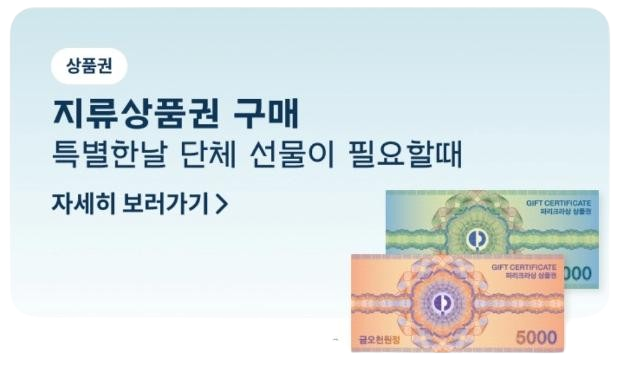 상품권
지류상품권 구매
특별한날 단체 선물이 필요할때
자세히 보러가기 >
GIFT CERTIFICATE
파리크라상 상품권
000
GIFT CERTIFICATE
파리크라상 상품권
금오천원정
5000